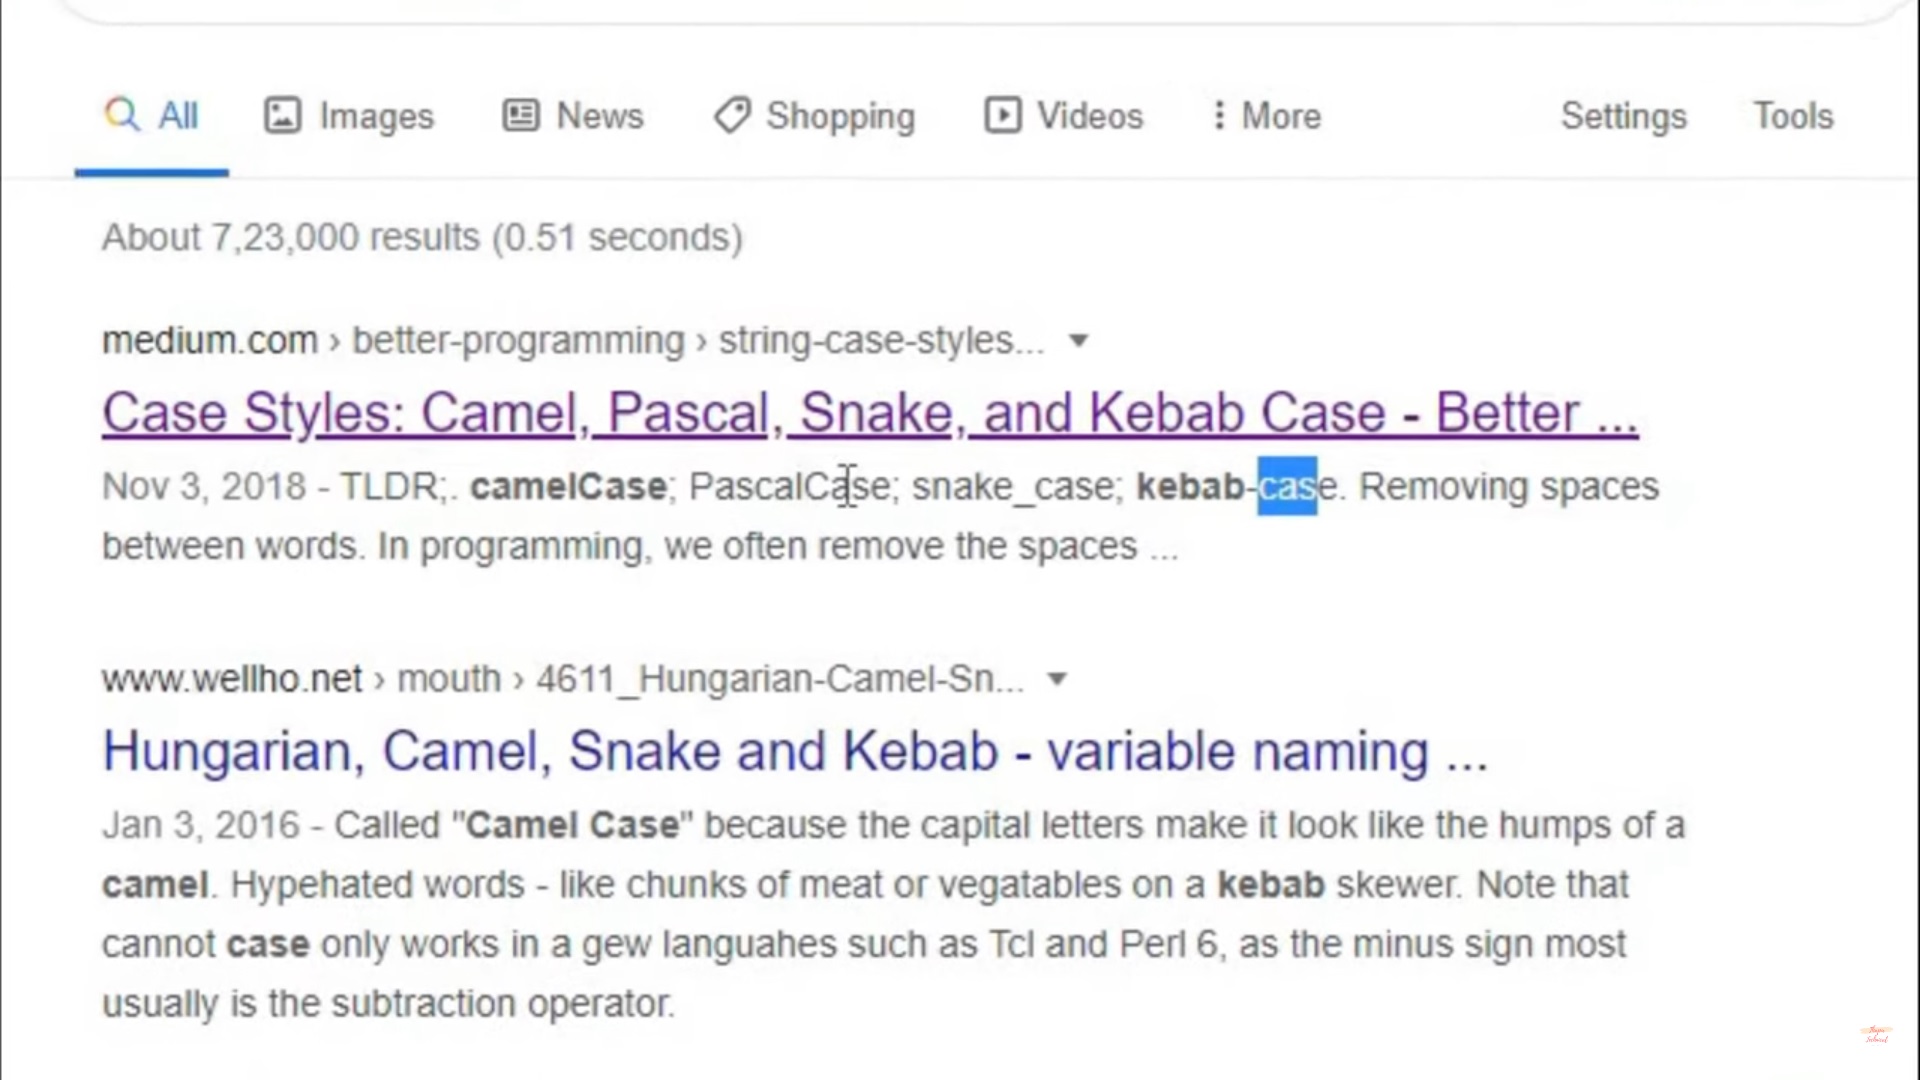 All Images News Shopping Videos More Settings Tools
About 7,23,000 results (0.51 seconds)
medium.com › better-programming › string-case-styles...
Case Styles: Camel, Pascal, Snake, and Kebab Case - Better ...
Nov 3, 2018 - TLDR;. camelCase; PascalCase; snake_case; kebab-case. Removing spaces
between words. In programming, we often remove the spaces ...
www.wellho.net › mouth › 4611_Hungarian-Camel-Sn...
Hungarian, Camel, Snake and Kebab - variable naming ...
Jan 3, 2016 - Called "Camel Case" because the capital letters make it look like the humps of a
camel. Hypehated words - like chunks of meat or vegatables on a kebab skewer. Note that
cannot case only works in a gew languahes such as Tcl and Perl 6, as the minus sign most
usually is the subtraction operator.